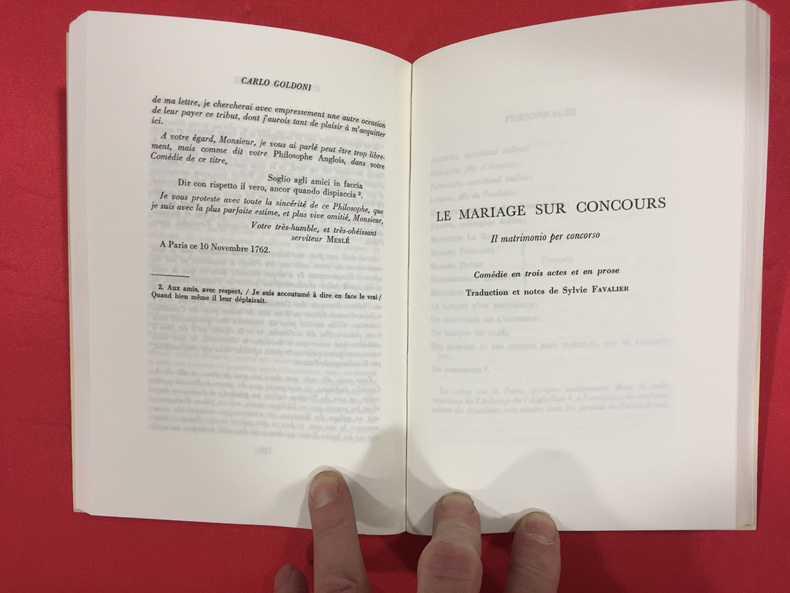 CARLO GOLDONI
de ma lettre, je chercherai avec empressement une autre occasion
de leur payer ce tribut, dont j'aurois tant de plaisir à m'acquitter
ici.
A votre égard, Monsieur, je vous ai parlé peut être trop libre-
ment, mais comme dit votre Philosophe Anglois, dans votre
Comédie de ce titre,
Soglio agli amici in faccia
Dir con rispetto il vero, ancor quando dispiaccia 2.
Je vous proteste avec toute la sincérité de ce Philosophe, que
je suis avec la plus parfaite estime, et plus vive amitié, Monsieur,
Votre très-humble, et très-obéissant
serviteur MESLÉ
A Paris ce 10 Novembre 1762.
2. Aux amis, avec respect, / Je suis accoutumé à dire en face le vrai /
Quand bien même il leur déplairait.
LE MARIAGE SUR CONCOURS
Il matrimonio per concorso
Comédie en trois actes et en prose
Traduction et notes de Sylvie FAVALIER